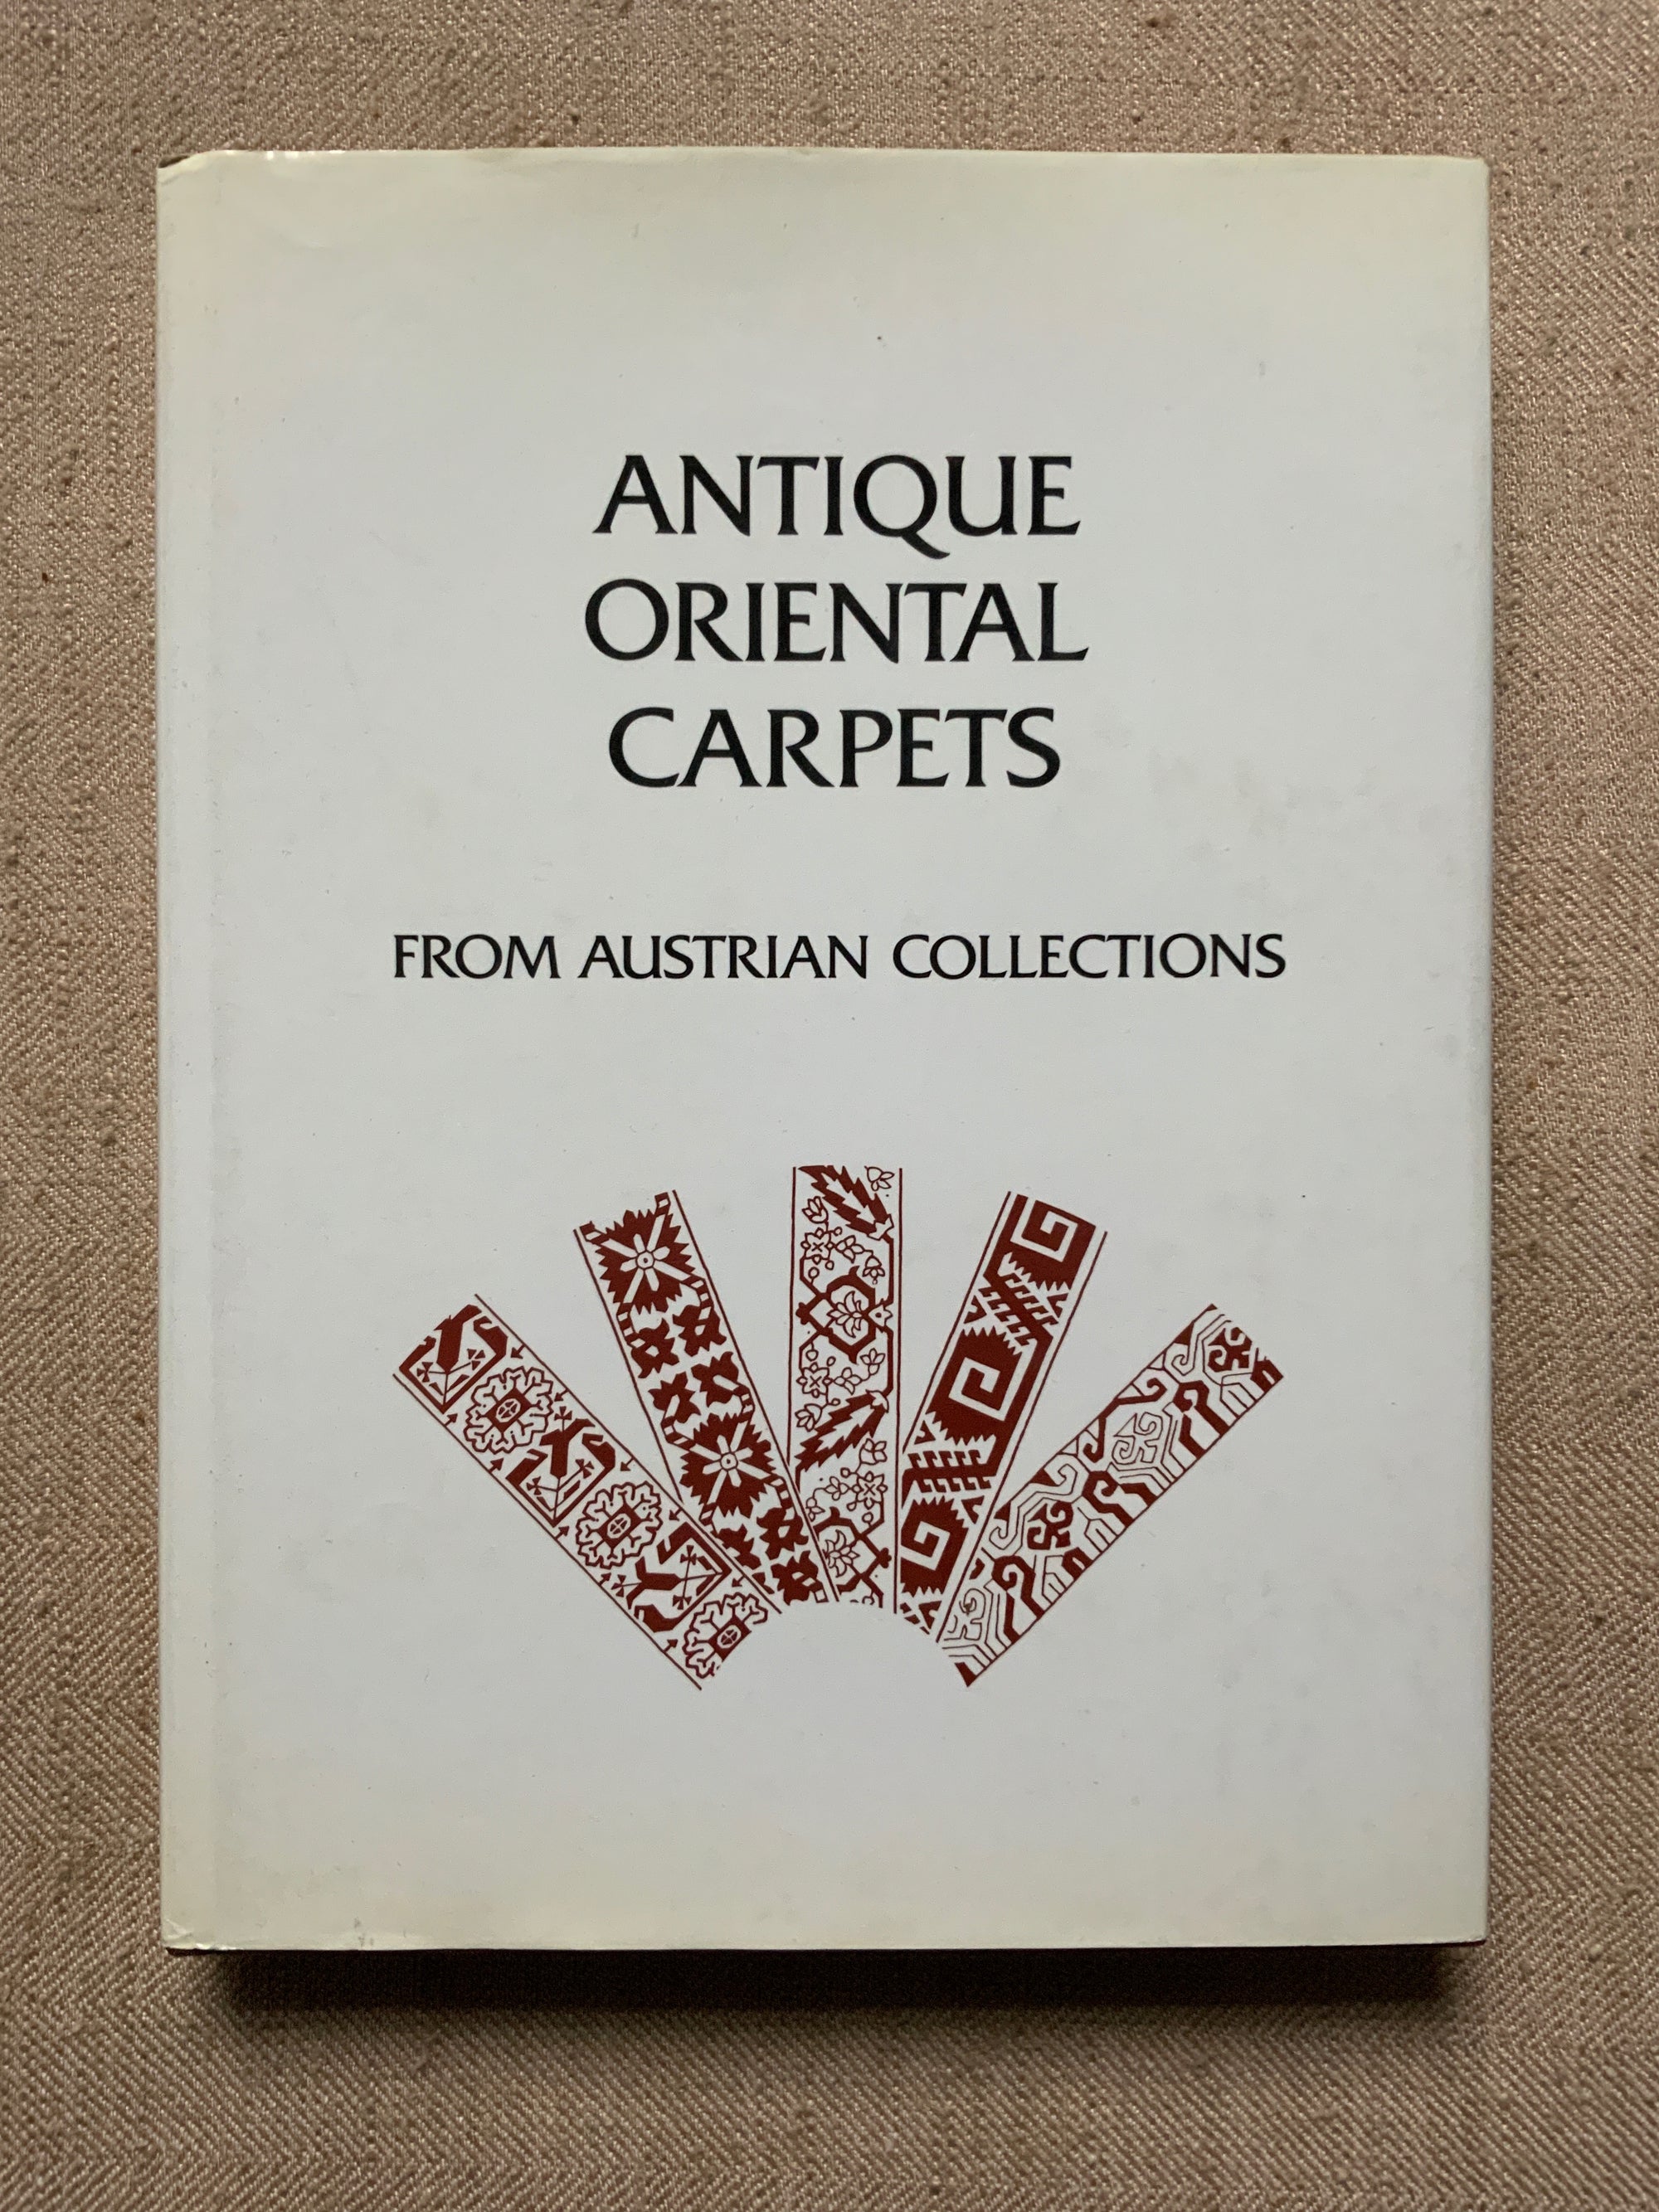 ANTIQUE
ORIENTAL
CARPETS
FROM AUSTRIAN COLLECTIONS